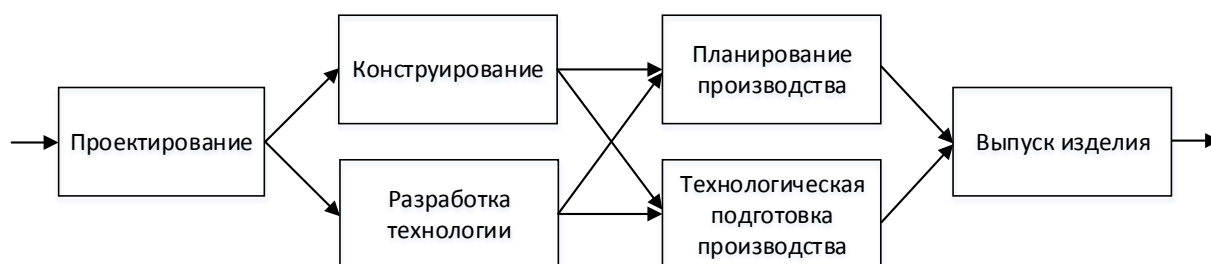 Проектирование
Конструирование
Разработка
технологии
Планирование
производства
Технологическая
подготовка
производства
Выпуск изделия